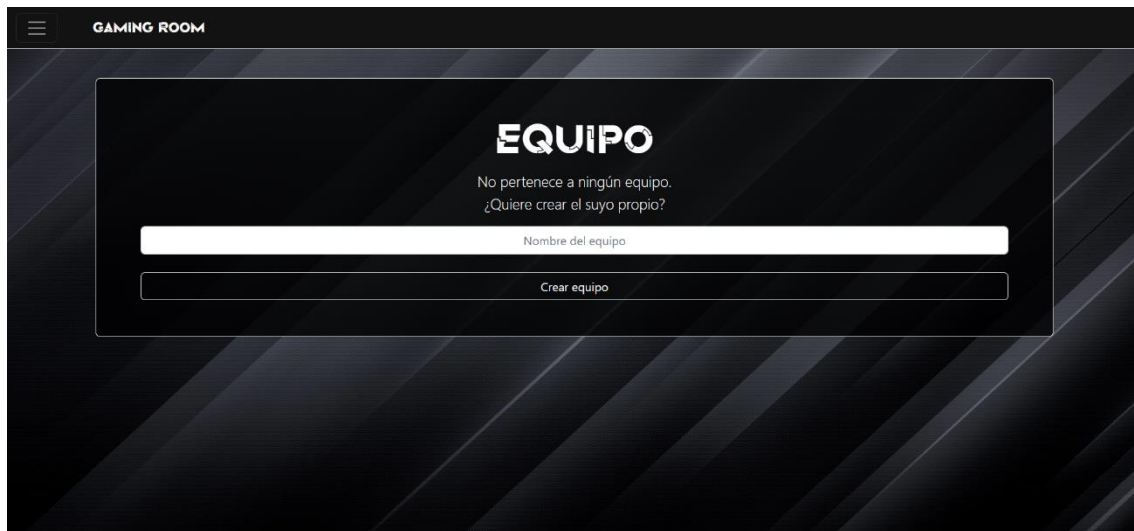 GAMING ROOM
EQUIPO
No pertenece a ningún equipo.
¿Quiere crear el suyo propio?
Nombre del equipo
Crear equipo